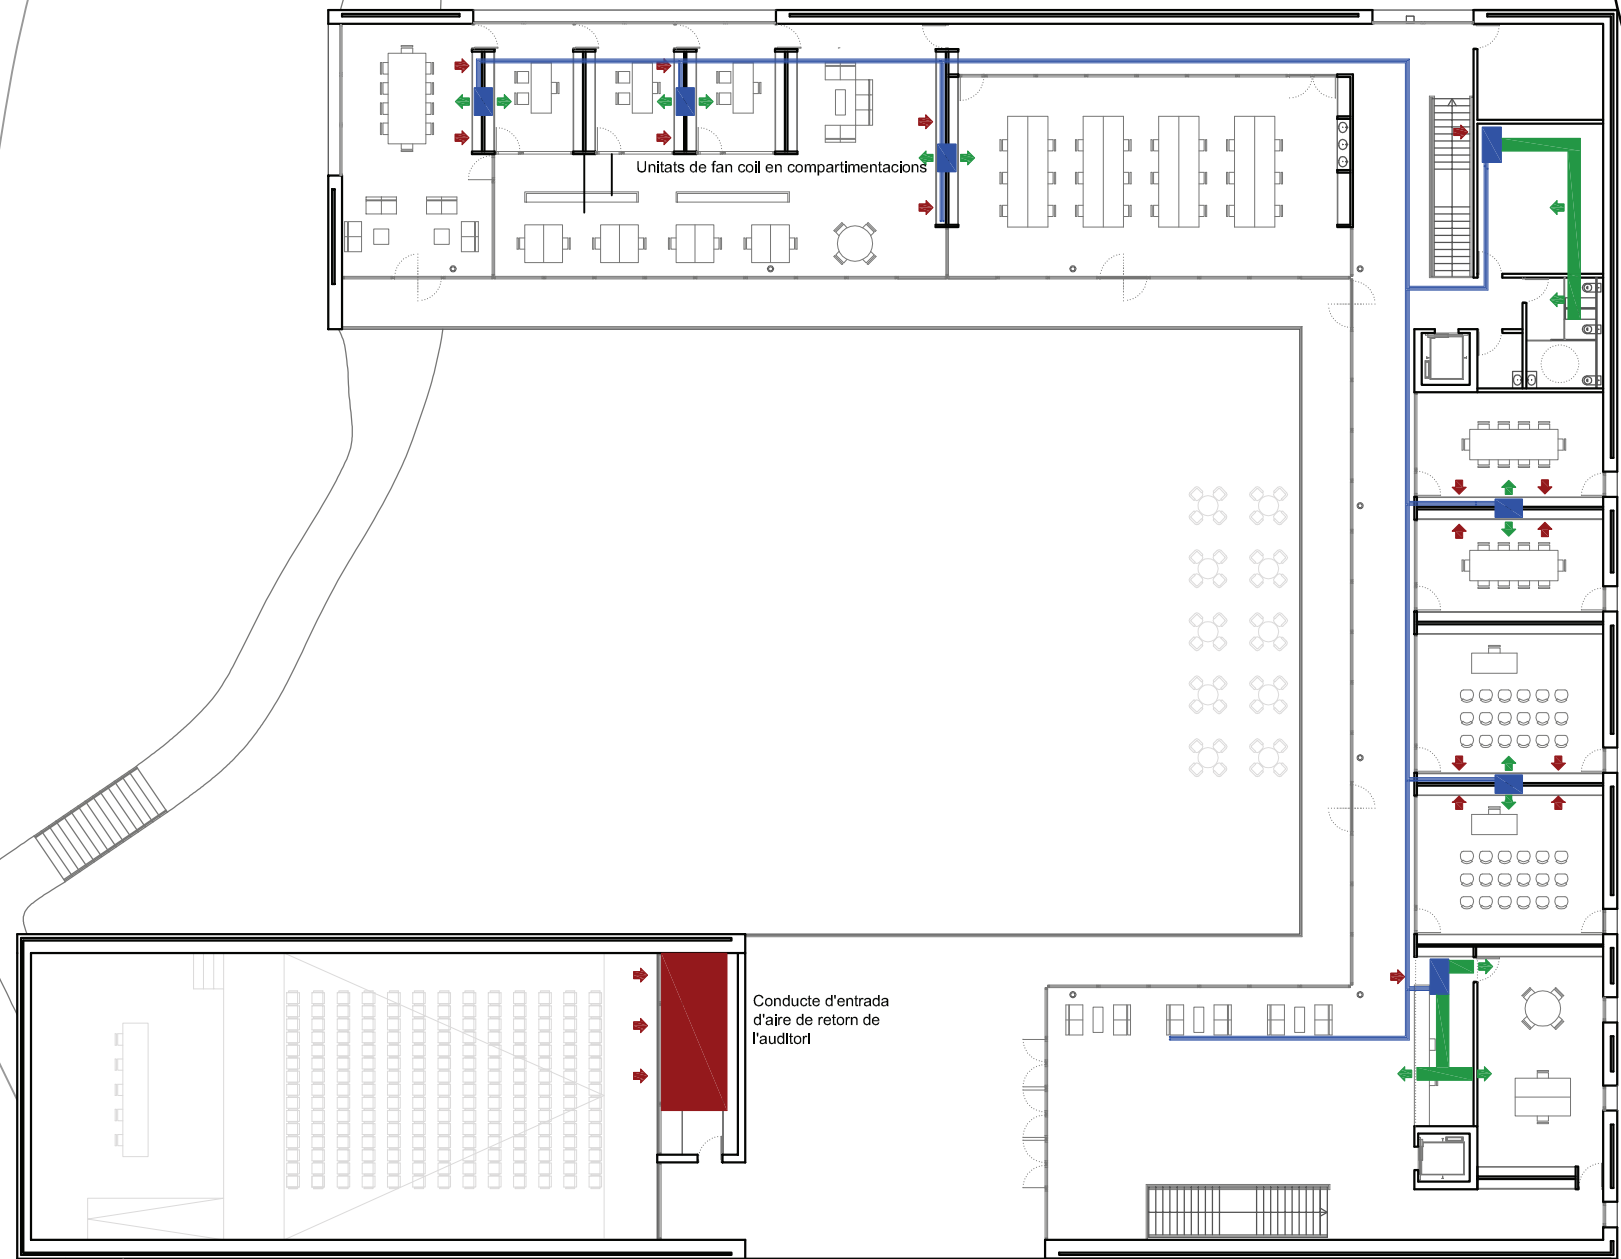 Unitats de fan coil en compartimentacions
Conducte d'entrada
d'aire de retorn de
l'auditori